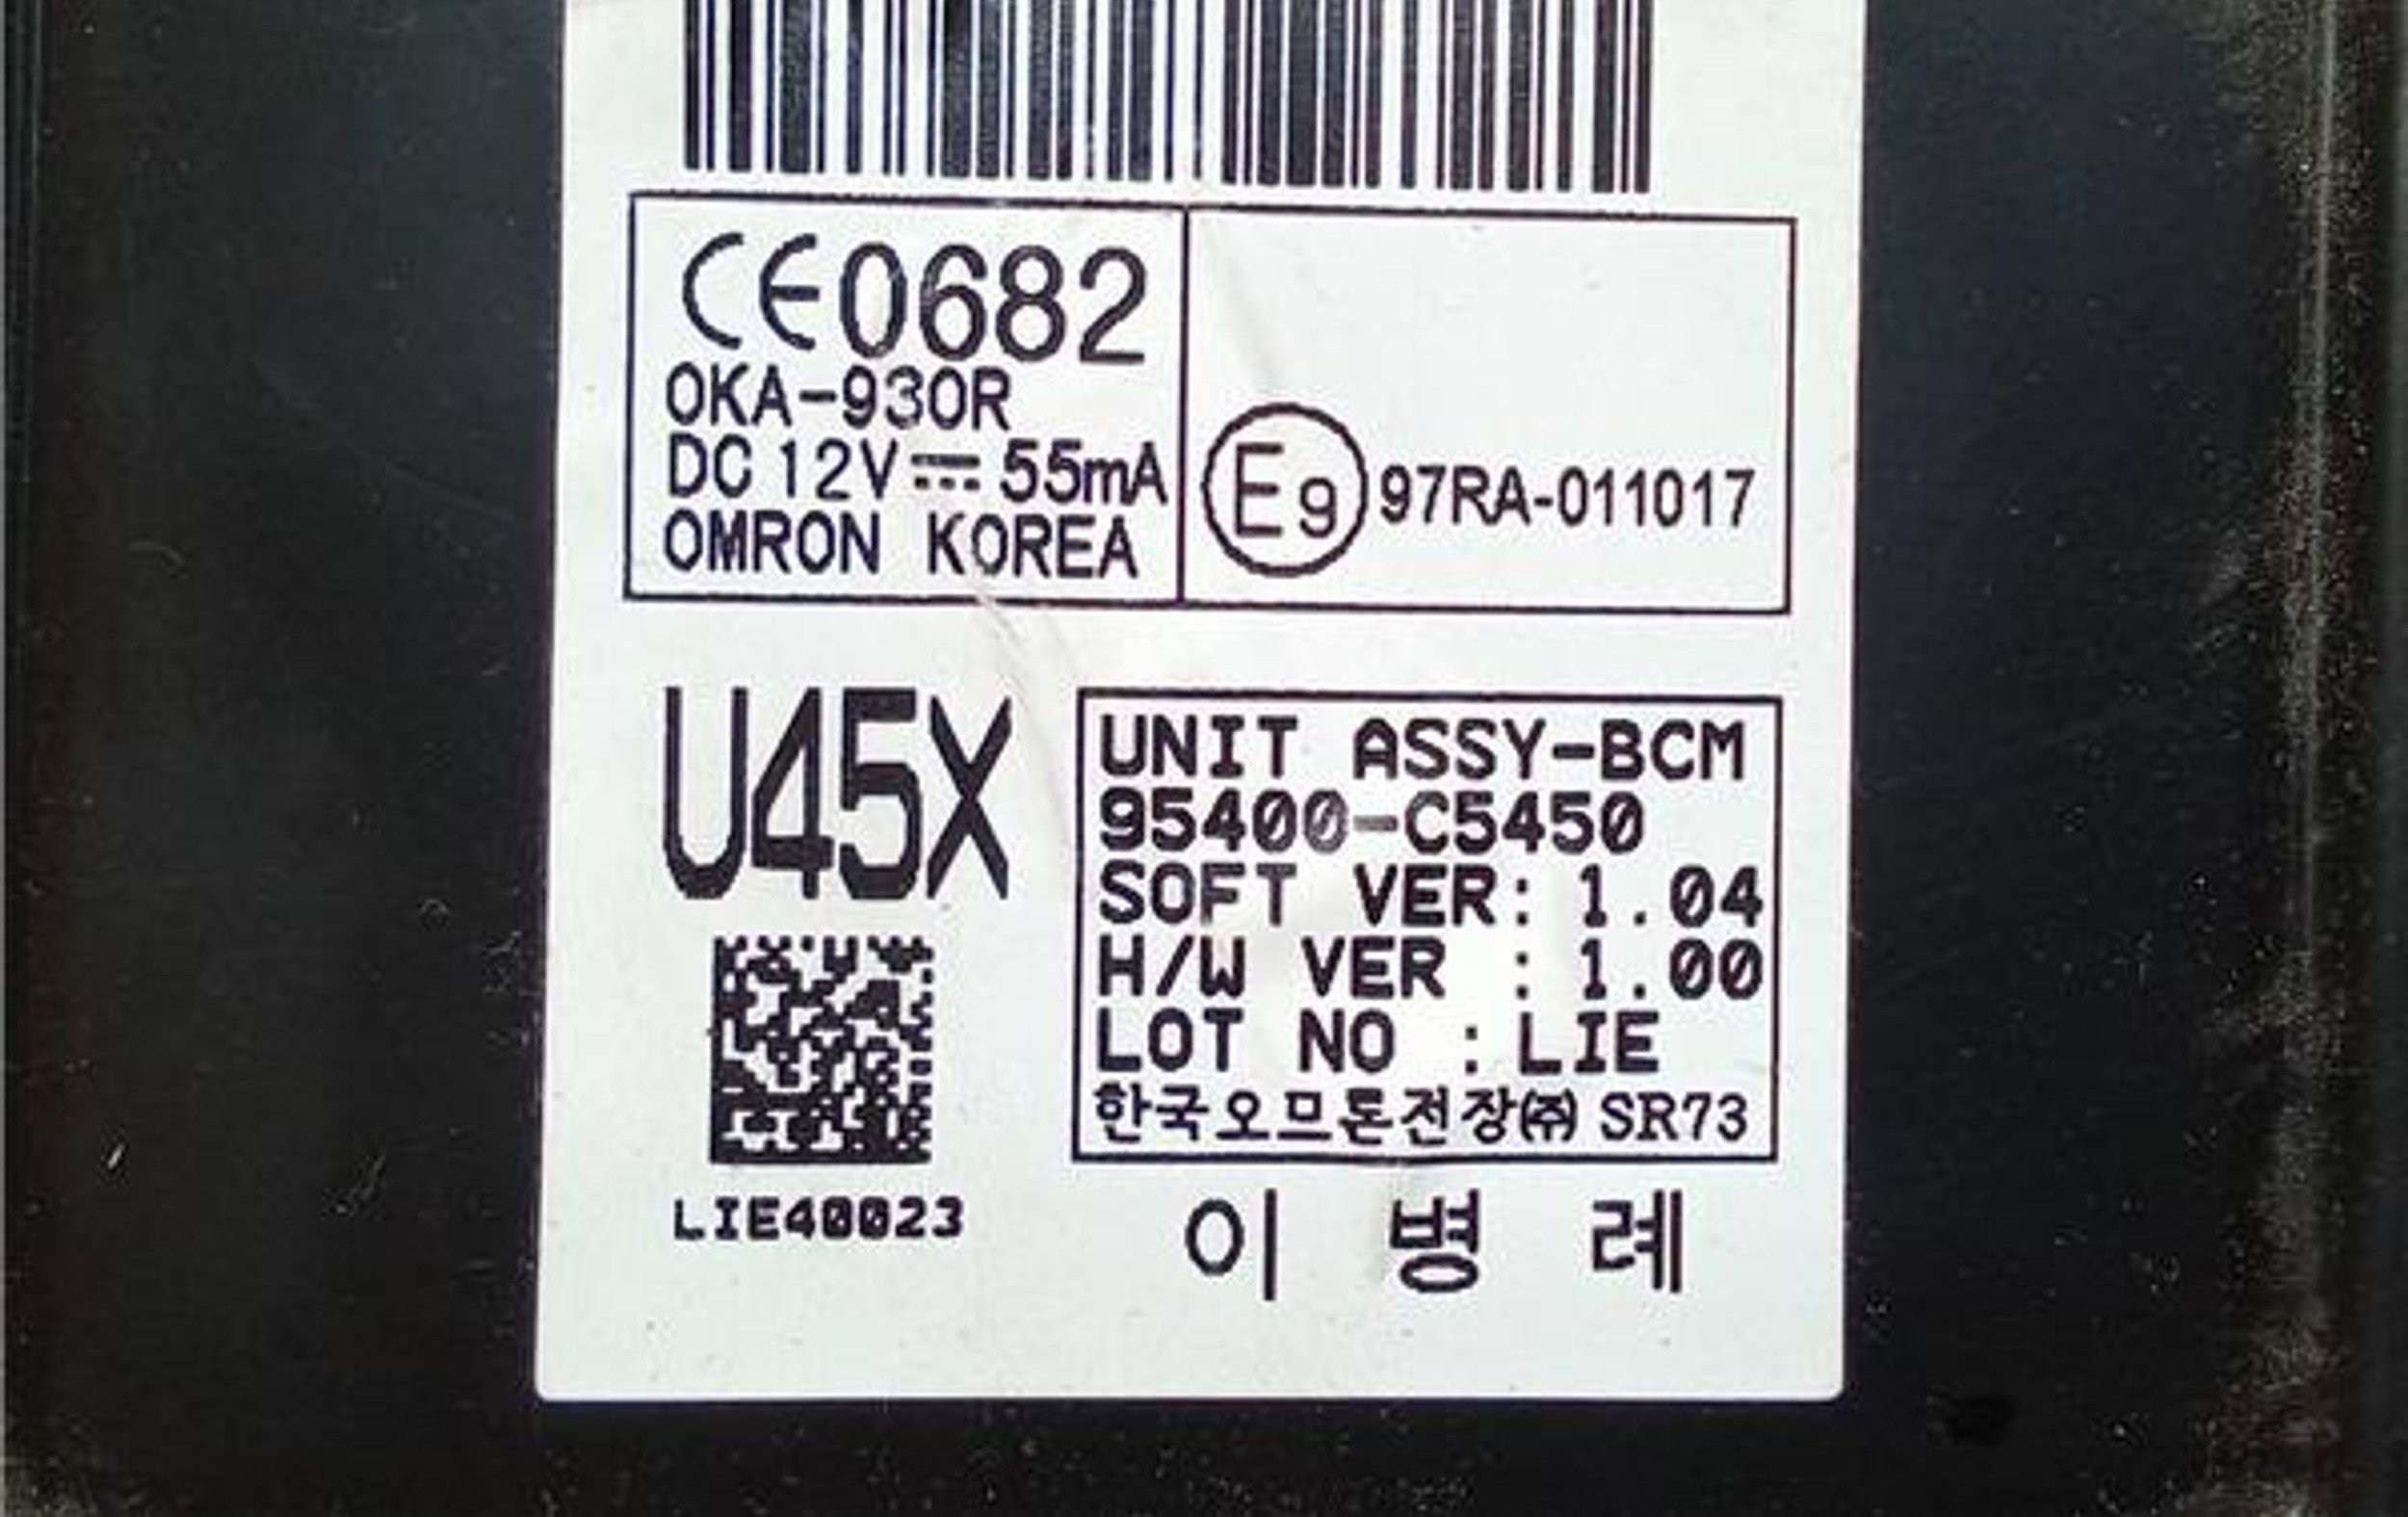 CE0682
OKA-930R
DC 12V⎓55mA
OMRON KOREA
E9 97RA-011017
U45X
LIE40023
UNIT ASSY-BCM
95400-C5450
SOFT VER: 1.04
H/W VER : 1.00
LOT NO : LIE
한국오므론전장㈜ SR73
이 병 례